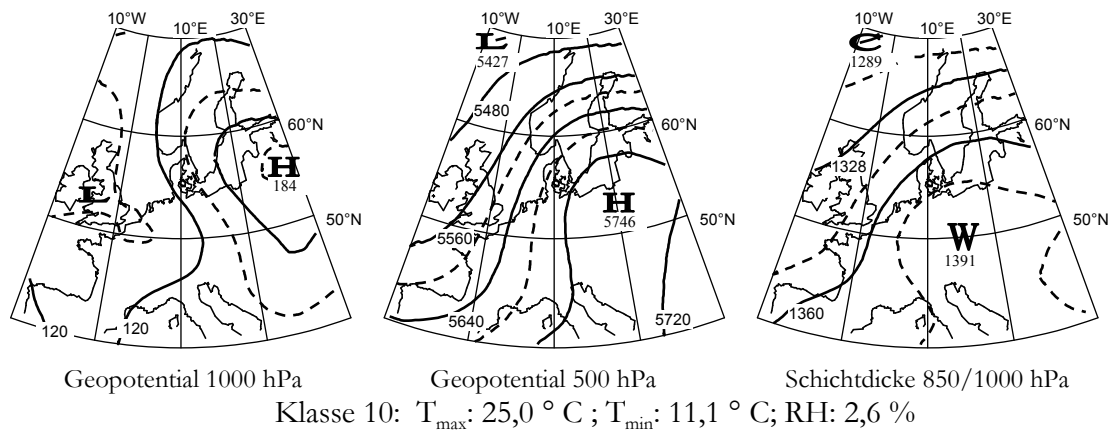 10°W 10°E 30°E 10°W 10°E 30°E 10°W 10°E 30°E
L 5427
C 1289
5480
60°N 60°N 60°N
H 184
L
1328
H 5746
50°N 50°N 50°N
5560
W 1391
120 120 5640 5720 1360
Geopotential 1000 hPa Geopotential 500 hPa Schichtdicke 850/1000 hPa
Klasse 10: Tmax: 25,0 ° C ; Tmin: 11,1 ° C; RH: 2,6 %